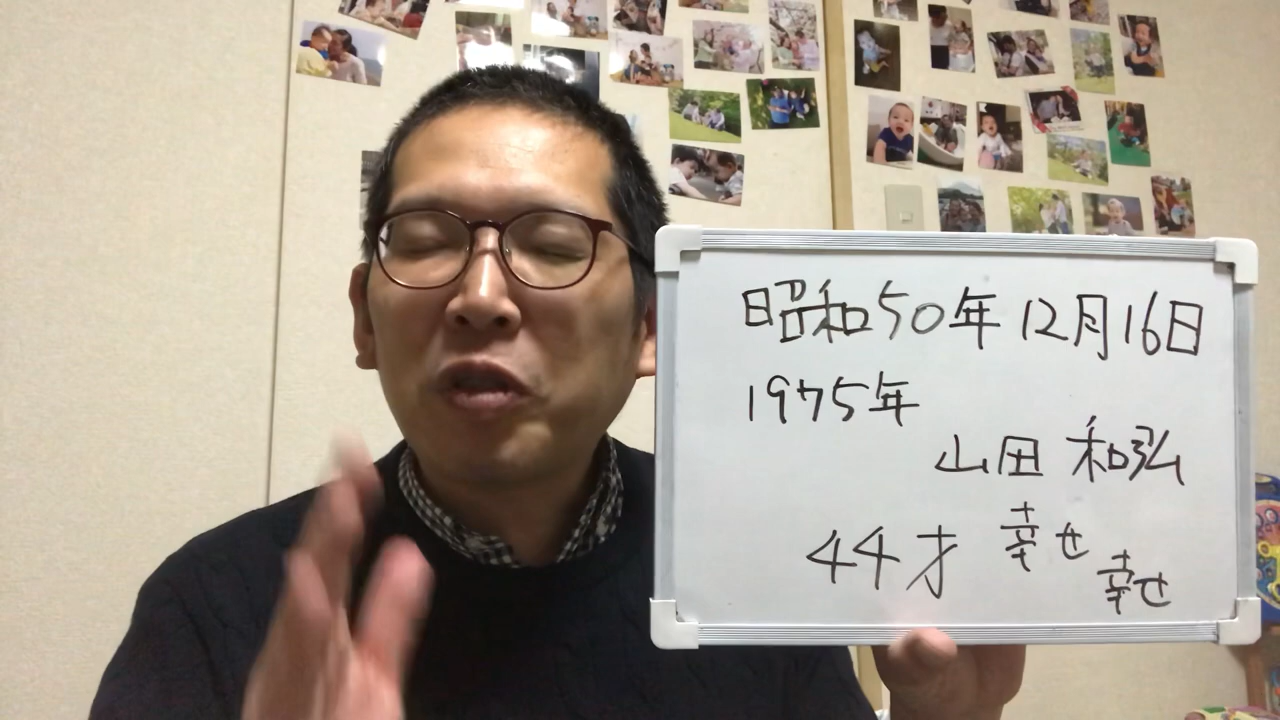 昭和50年12月16日
1975年
山田 和弘
44才 幸せ
幸せ